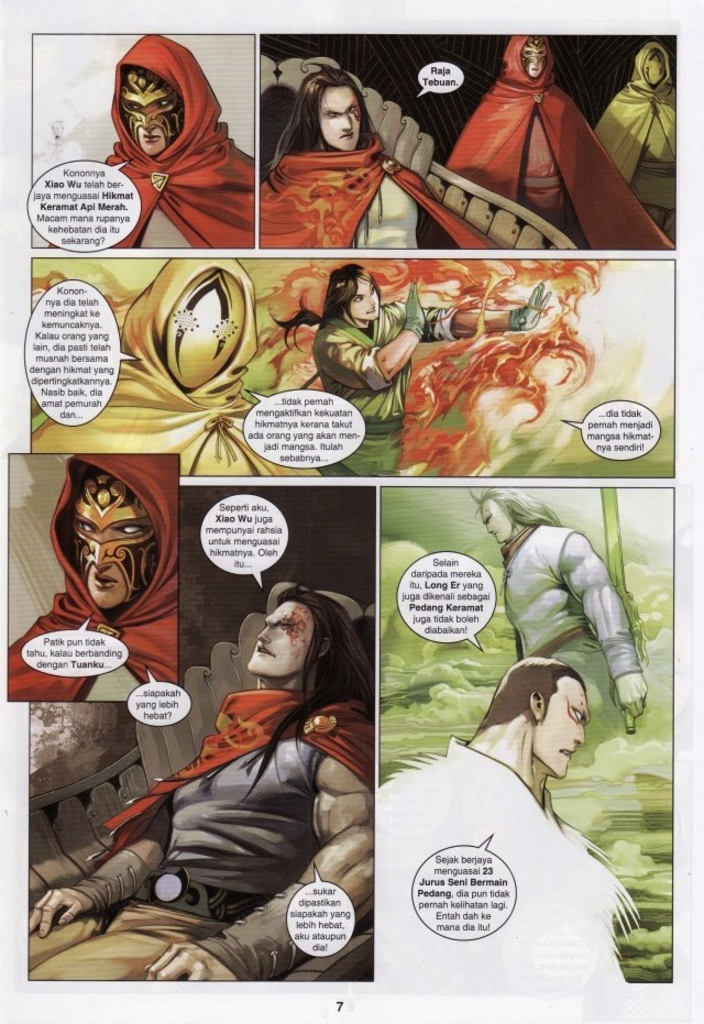 Kononnya
Xiao Wu telah ber-
jaya menguasai Hikmat
Keramat Api Merah.
Macam mana rupanya
kehebatan dia itu
sekarang?
Raja
Tebuan.
Konon-
nya dia telah
meningkat ke
kemuncaknya.
Kalau orang yang
lain, dia pasti telah
musnah bersama
dengan hikmat yang
dipertingkatkannya.
Nasib baik, dia
amat pemurah
dan...
...tidak pernah
mengaktifkan kekuatan
hikmatnya kerana takut
ada orang yang akan men-
jadi mangsa. Itulah
sebabnya...
...dia tidak
pernah menjadi
mangsa hikmat-
nya sendiri!
Patik pun tidak
tahu, kalau berbanding
dengan Tuanku...
...siapakah
yang lebih
hebat?
Seperti aku,
Xiao Wu juga
mempunyai rahsia
untuk menguasai
hikmatnya. Oleh
itu...
...sukar
dipastikan
siapakah yang
lebih hebat,
aku ataupun
dia!
Selain
daripada mereka
itu, Long Er yang
juga dikenali sebagai
Pedang Keramat
juga tidak boleh
diabaikan!
Sejak berjaya
menguasai 23
Jurus Seni Bermain
Pedang, dia pun tidak
pernah kelihatan lagi.
Entah dah ke
mana dia itu!
7